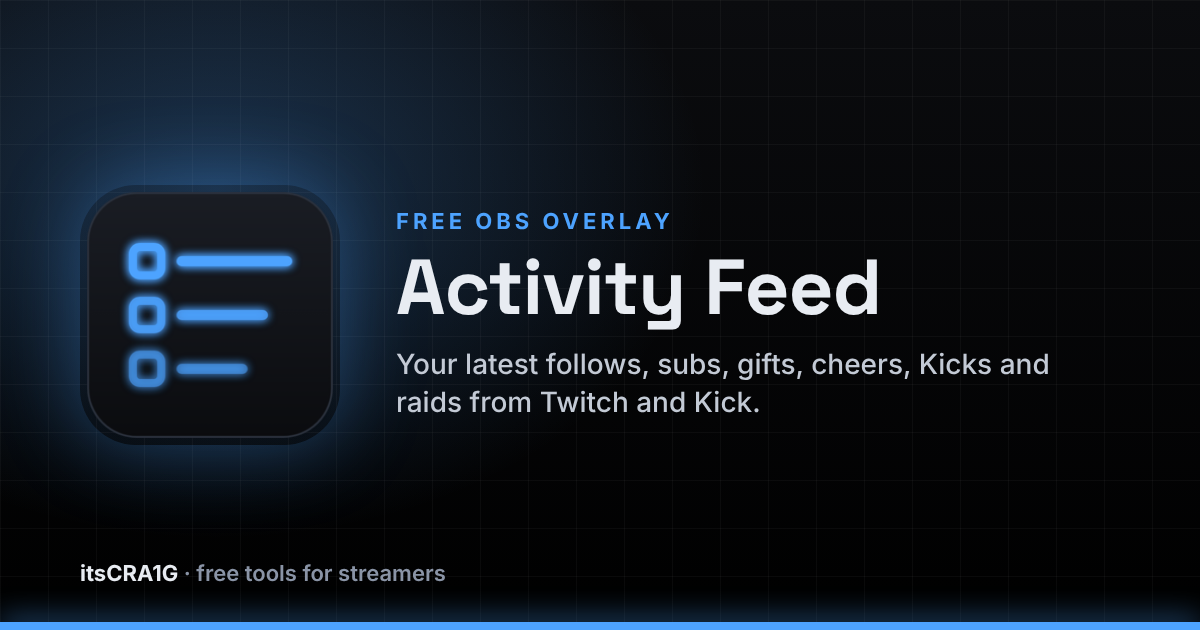 FREE OBS OVERLAY
Activity Feed
Your latest follows, subs, gifts, cheers, Kicks and
raids from Twitch and Kick.
itsCRA1G · free tools for streamers